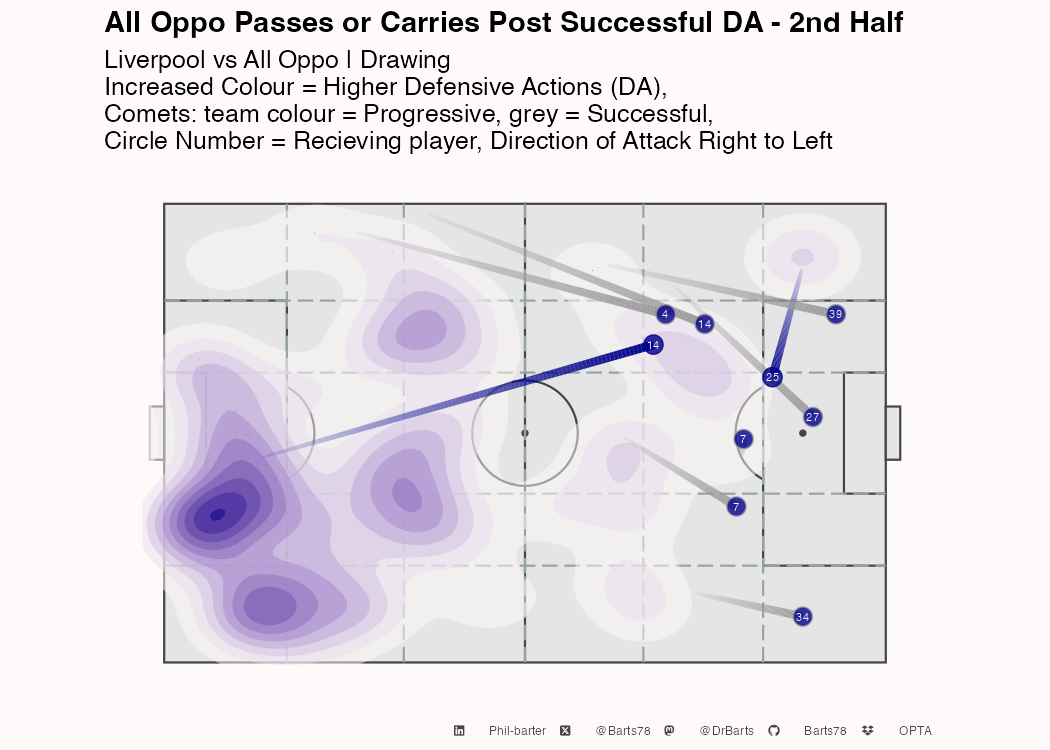 All Oppo Passes or Carries Post Successful DA - 2nd Half
Liverpool vs All Oppo | Drawing
Increased Colour = Higher Defensive Actions (DA),
Comets: team colour = Progressive, grey = Successful,
Circle Number = Recieving player, Direction of Attack Right to Left
4
14
39
14
25
27
7
7
34
Phil-barter @Barts78 @DrBarts Barts78 OPTA